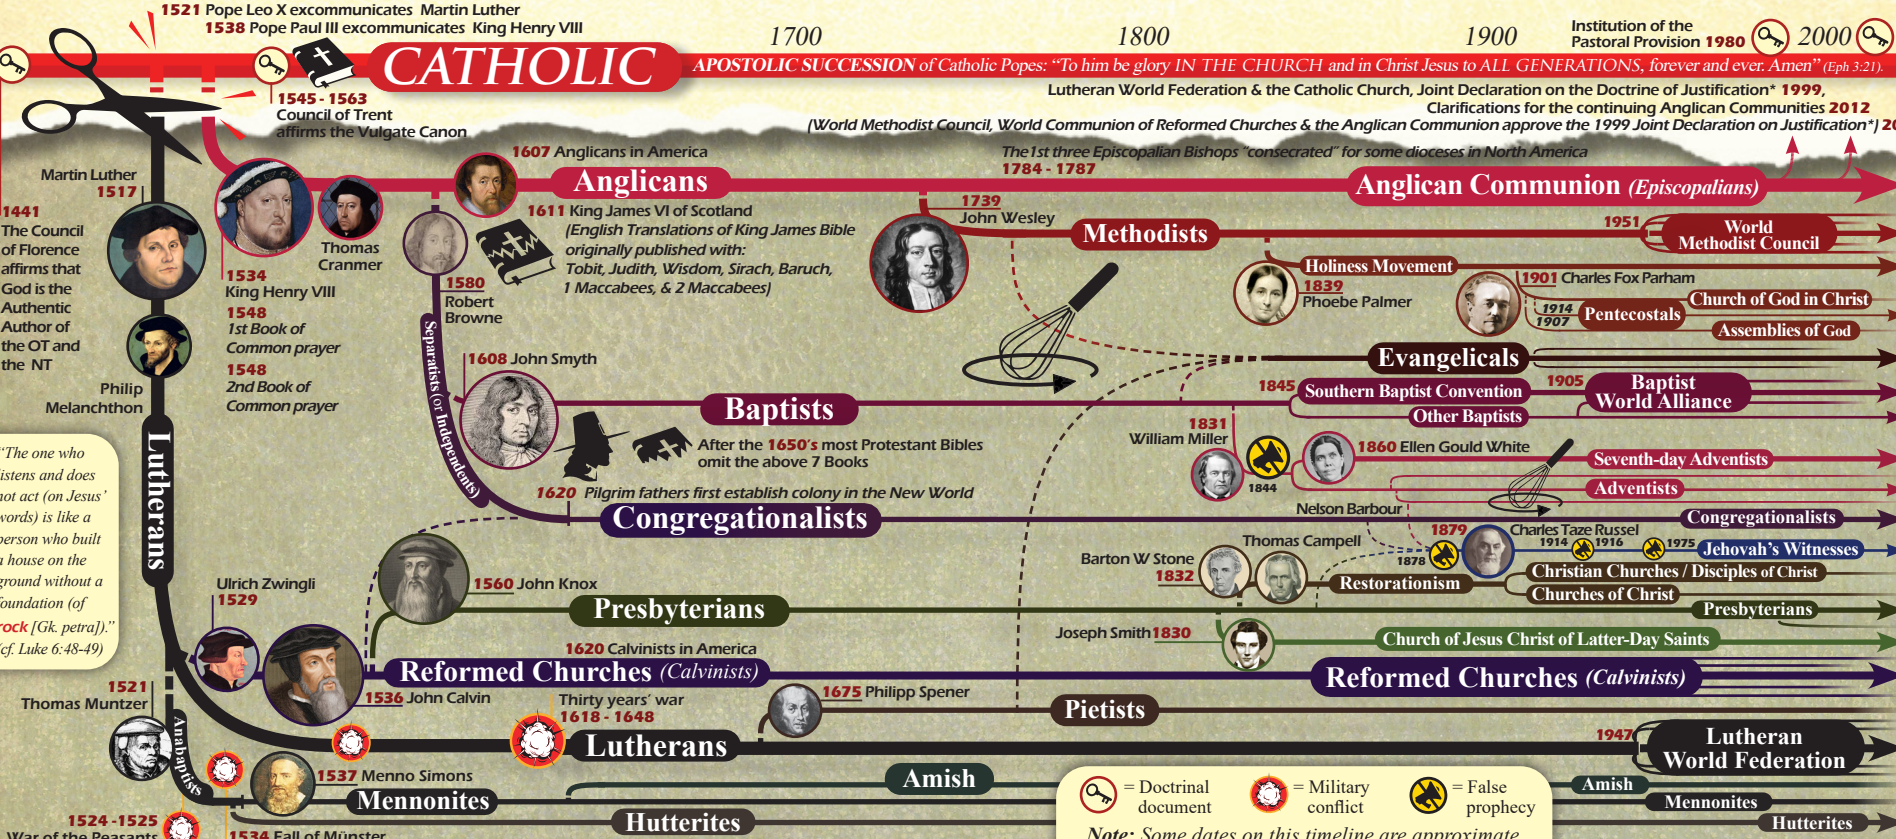 1521 Pope Leo X excommunicates Martin Luther
1538 Pope Paul III excommunicates King Henry VIII
1700
1800
1900
Institution of the
Pastoral Provision 1980
2000
CATHOLIC
APOSTOLIC SUCCESSION of Catholic Popes: “To him be glory IN THE CHURCH and in Christ Jesus to ALL GENERATIONS, forever and ever. Amen” (Eph 3:21).
1545 - 1563
Council of Trent
affirms the Vulgate Canon
Lutheran World Federation & the Catholic Church, Joint Declaration on the Doctrine of Justification* 1999,
Clarifications for the continuing Anglican Communities 2012
(World Methodist Council, World Communion of Reformed Churches & the Anglican Communion approve the 1999 Joint Declaration on Justification*)
Martin Luther
1517
1607 Anglicans in America
Anglicans
The 1st three Episcopalian Bishops “consecrated” for some dioceses in North America
1784 - 1787
Anglican Communion (Episcopalians)
1441
The Council
of Florence
affirms that
God is the
Authentic
Author of
the OT and
the NT
Thomas
Cranmer
1534
King Henry VIII
1548
1st Book of
Common prayer
1548
2nd Book of
Common prayer
1611 King James VI of Scotland
(English Translations of King James Bible
originally published with:
Tobit, Judith, Wisdom, Sirach, Baruch,
1 Maccabees, & 2 Maccabees)
1580
Robert
Browne
1739
John Wesley
Methodists
1951
World
Methodist Council
Holiness Movement
1839
Phoebe Palmer
1901 Charles Fox Parham
Church of God in Christ
1914
1907
Pentecostals
Assemblies of God
Philip
Melanchthon
Separatists (or Independents)
1608 John Smyth
Evangelicals
Baptists
1845
Southern Baptist Convention
1905
Baptist
World Alliance
Other Baptists
After the 1650's most Protestant Bibles
omit the above 7 Books
1831
William Miller
1844
1860 Ellen Gould White
Seventh-day Adventists
Adventists
Lutherans
“The one who
listens and does
not act (on Jesus’
words) is like a
person who built
a house on the
ground without a
foundation (of
rock [Gk. petra]).”
(cf. Luke 6:48-49)
1620 Pilgrim fathers first establish colony in the New World
Congregationalists
Nelson Barbour
Congregationalists
1879
Charles Taze Russel
1878
1914
1916
1975
Jehovah's Witnesses
Barton W Stone
1832
Thomas Campell
Restorationism
Christian Churches / Disciples of Christ
Churches of Christ
Ulrich Zwingli
1529
1560 John Knox
Presbyterians
Presbyterians
Joseph Smith 1830
Church of Jesus Christ of Latter-Day Saints
1620 Calvinists in America
Reformed Churches (Calvinists)
Reformed Churches (Calvinists)
1536 John Calvin
1521
Thomas Muntzer
Anabaptists
Thirty years' war
1618 - 1648
1675 Philipp Spener
Pietists
Lutherans
1947
Lutheran
World Federation
1537 Menno Simons
Mennonites
Amish
Hutterites
Amish
Mennonites
Hutterites
1524 -1525
War of the Peasants
1534 Fall of Münster
= Doctrinal
document
= Military
conflict
= False
prophecy
Note: Some dates on this timeline are approximate